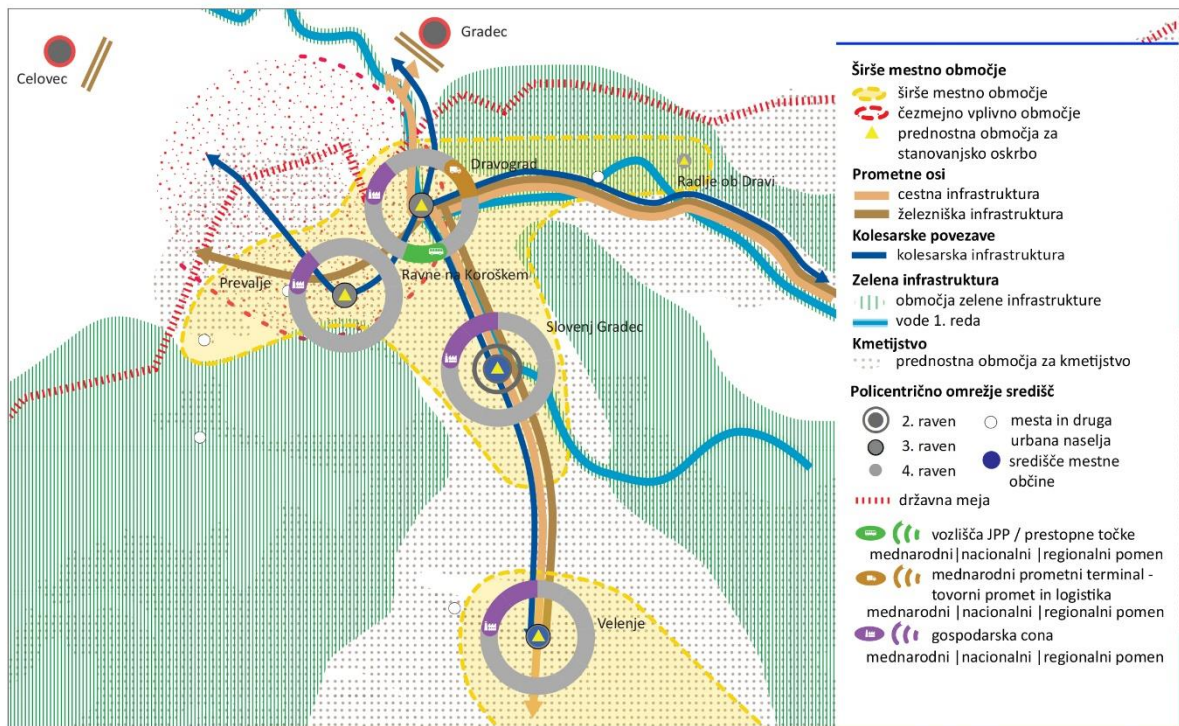 Celovec
Gradec
Dravograd
Radlje ob Dravi
Ravne na Koroškem
Prevalje
Slovenj Gradec
Velenje
Širše mestno območje
širše mestno območje
čezmejno vplivno območje
prednostna območja za
stanovanjsko oskrbo
Prometne osi
cestna infrastruktura
železniška infrastruktura
Kolesarske povezave
kolesarska infrastruktura
Zelena infrastruktura
območja zelene infrastrukture
vode 1. reda
Kmetijstvo
prednostna območja za kmetijstvo
Policentrično omrežje središč
2. raven
3. raven
4. raven
mesta in druga
urbana naselja
središče mestne
občine
državna meja
vozlišča JPP / prestopne točke
mednarodni|nacionalni |regionalni pomen
mednarodni prometni terminal -
tovorni promet in logistika
mednarodni |nacionalni |regionalni pomen
gospodarska cona
mednarodni |nacionalni |regionalni pomen